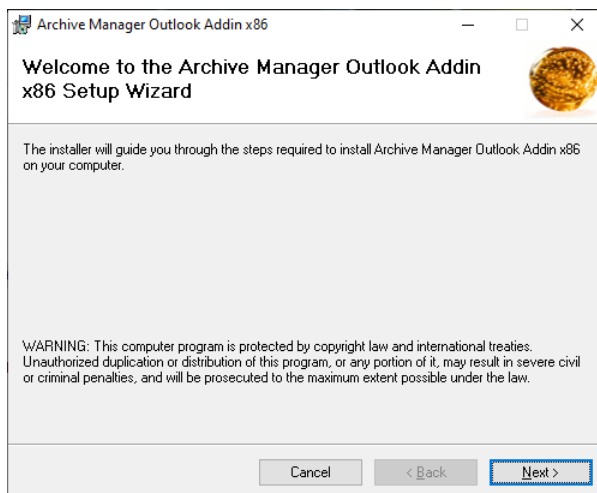 Archive Manager Outlook Addin x86
Welcome to the Archive Manager Outlook Addin
x86 Setup Wizard
The installer will guide you through the steps required to install Archive Manager Outlook Addin x86
on your computer.
WARNING: This computer program is protected by copyright law and international treaties.
Unauthorized duplication or distribution of this program, or any portion of it, may result in severe civil
or criminal penalties, and will be prosecuted to the maximum extent possible under the law.
Cancel < Back Next >